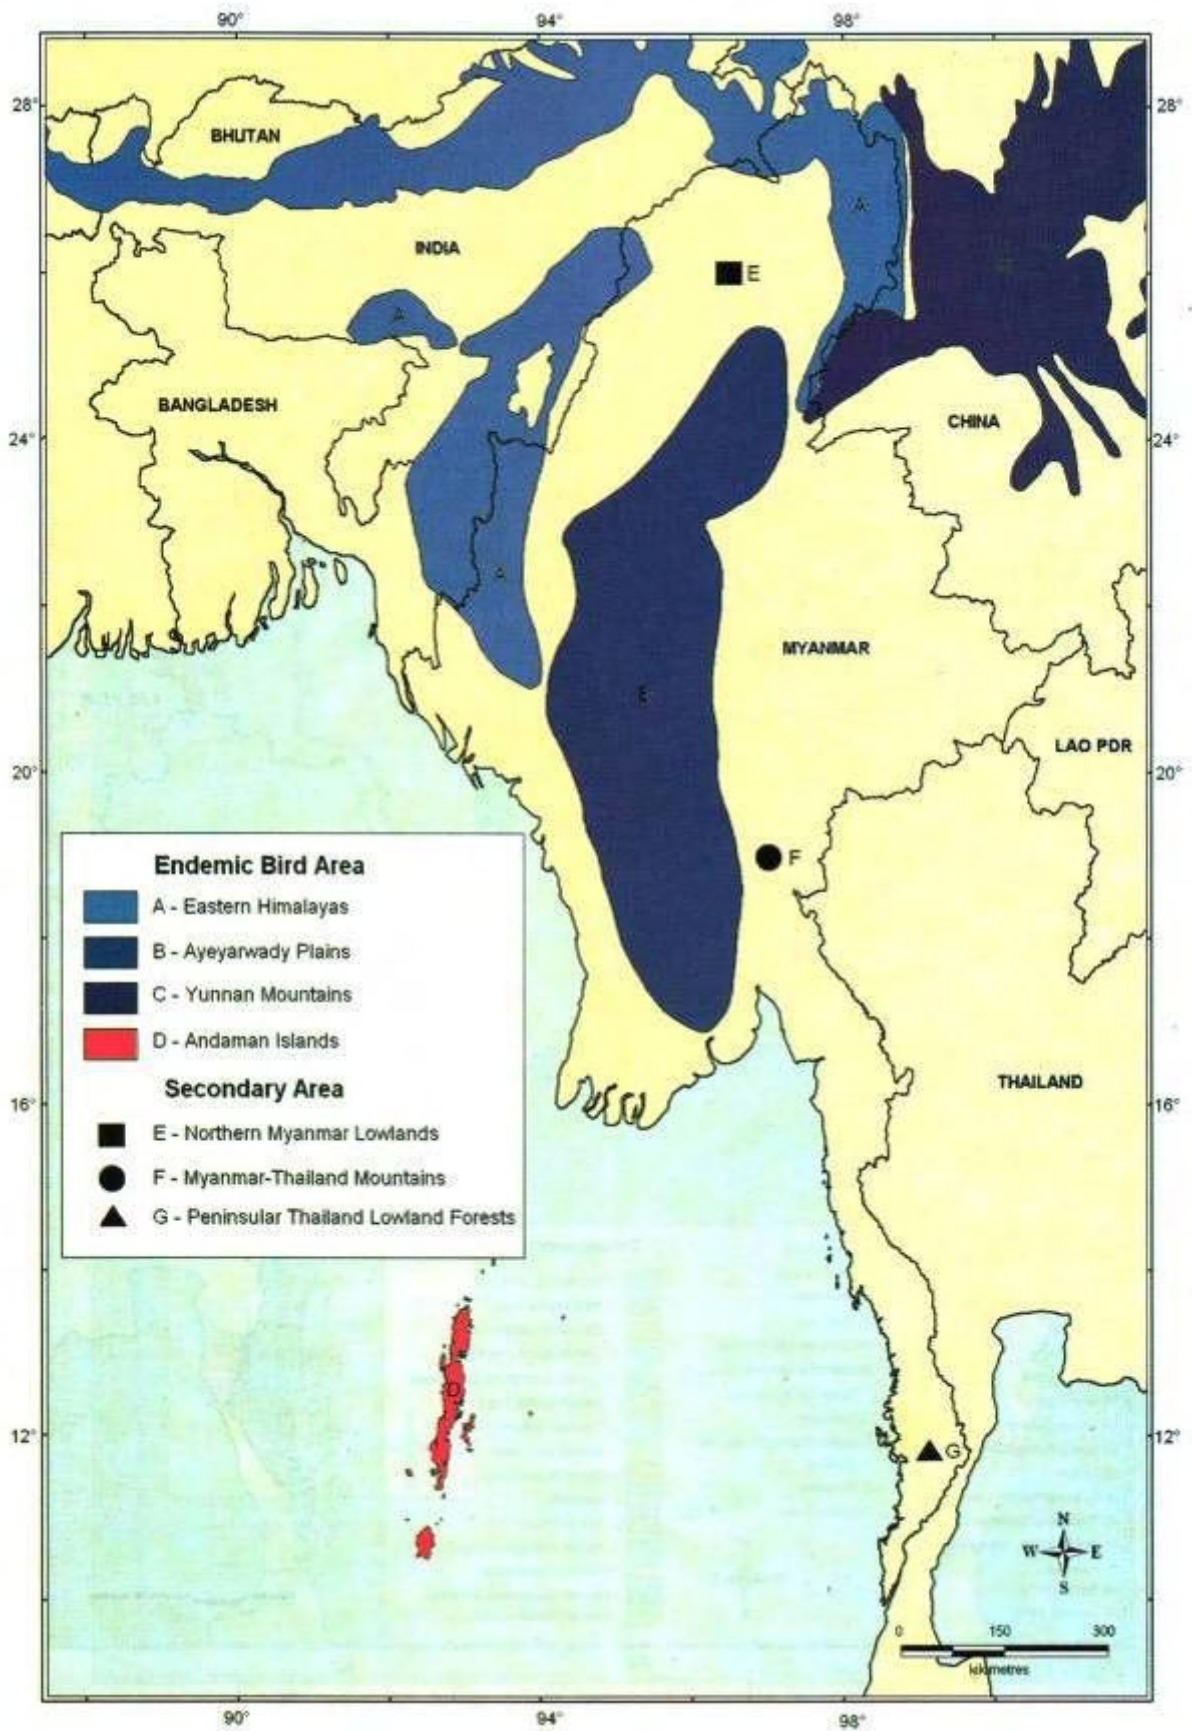 90°
94°
98°
28°
28°
BHUTAN
A
INDIA
E
A
BANGLADESH
CHINA
24°
24°
A
MYANMAR
LAO PDR
20°
20°
F
Endemic Bird Area
A - Eastern Himalayas
B - Ayeyarwady Plains
C - Yunnan Mountains
D - Andaman Islands
Secondary Area
E - Northern Myanmar Lowlands
F - Myanmar-Thailand Mountains
G - Peninsular Thailand Lowland Forests
THAILAND
16°
16°
D
12°
12°
G
N
W E
S
0 150 300
kilometres
90°
94°
98°